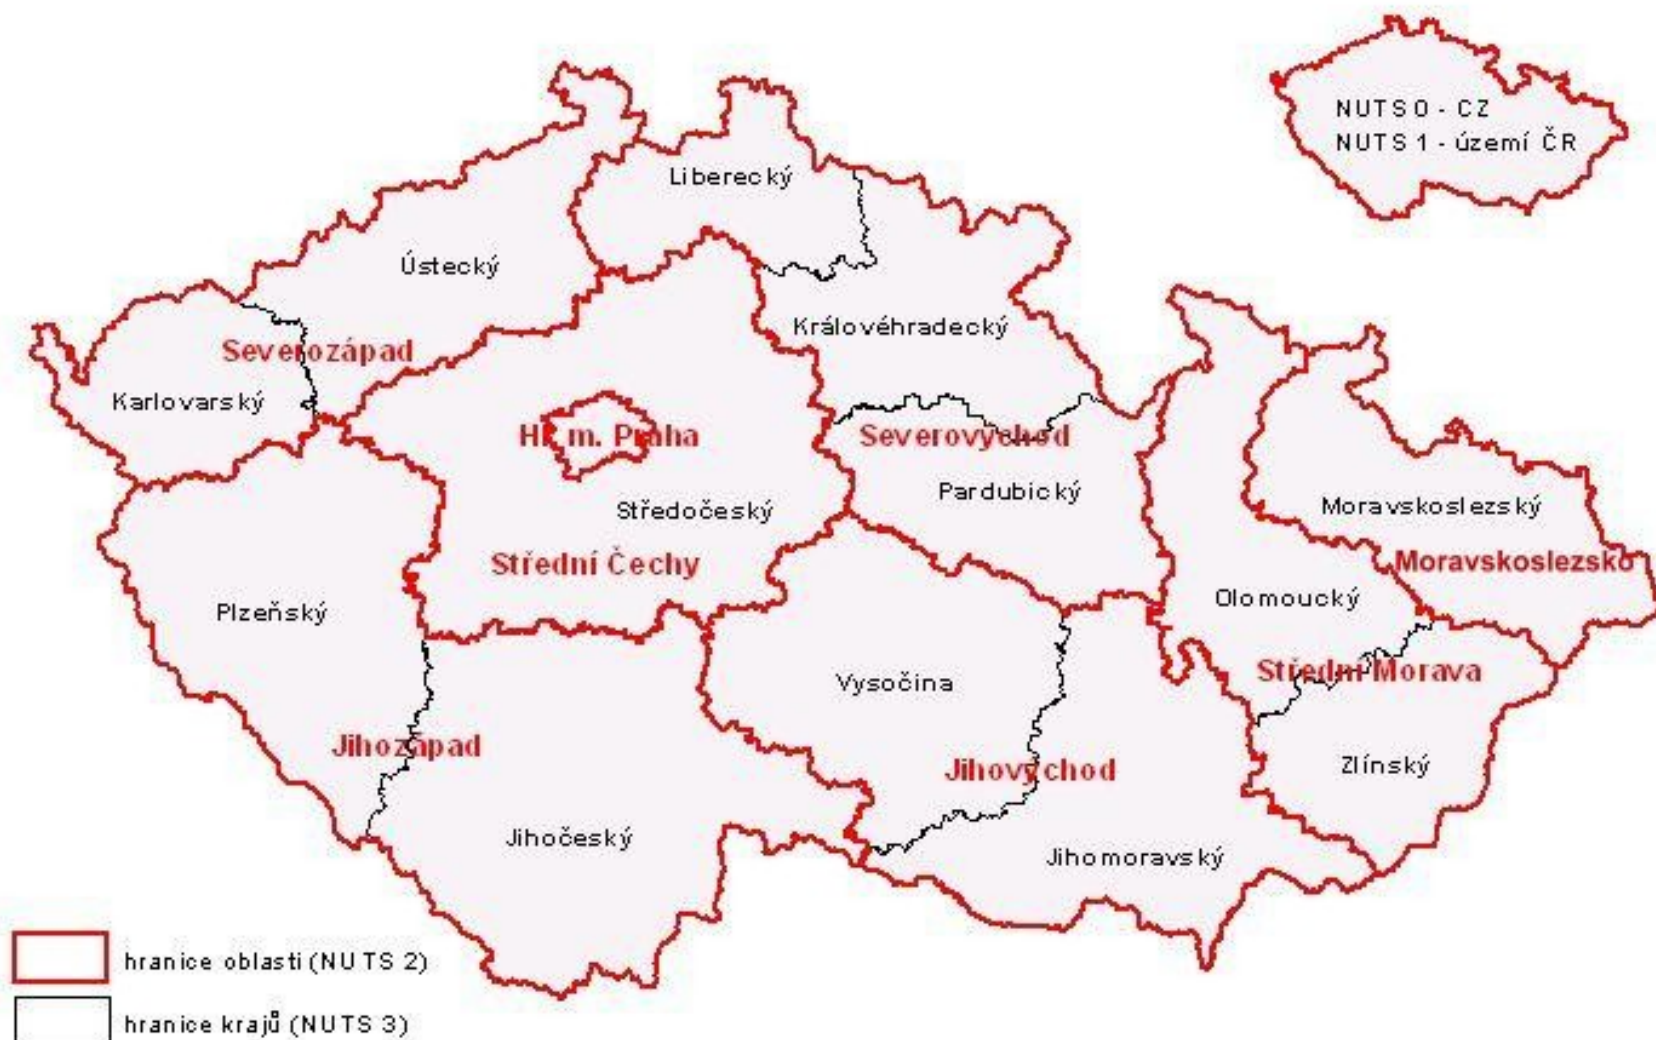 NUTS 0 - CZ
NUTS 1 - území ČR
Liberecký
Ústecký
Královéhradecký
Severozápad
Karlovarský
Hl. m. Praha
Severovýchod
Pardubický
Středočeský
Moravskoslezský
Střední Čechy
Moravskoslezsko
Plzeňský
Olomoucký
Vysočina
Střední Morava
Jihozápad
Jihovýchod
Zlínský
Jihočeský
Jihomoravský
hranice oblastí (NUTS 2)
hranice krajů (NUTS 3)